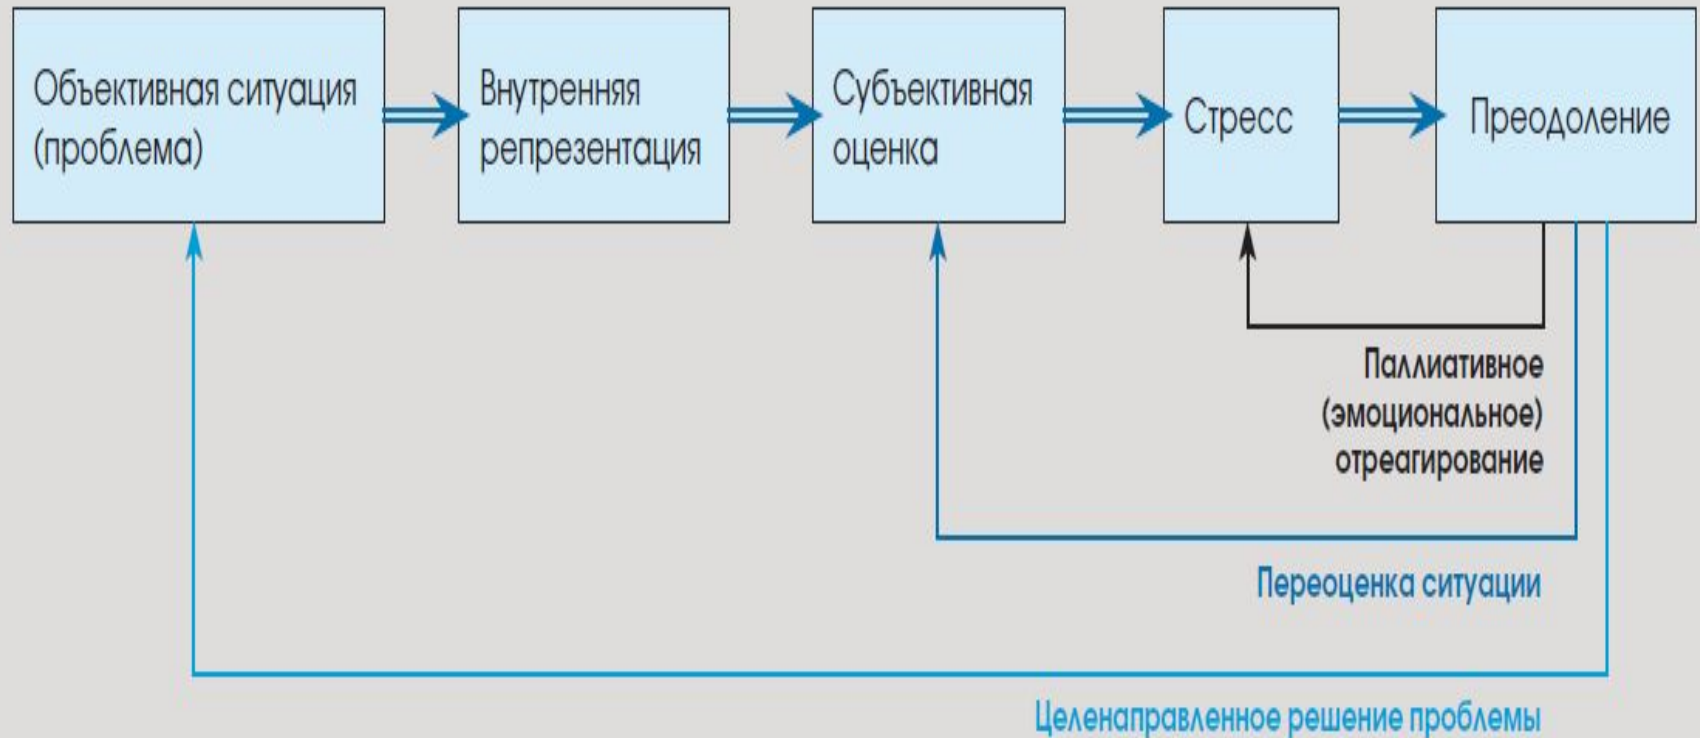 Объективная ситуация
(проблема)
Внутренняя
репрезентация
Субъективная
оценка
Стресс
Преодоление
Паллиативное
(эмоциональное)
отреагирование
Переоценка ситуации
Целенаправленное решение проблемы